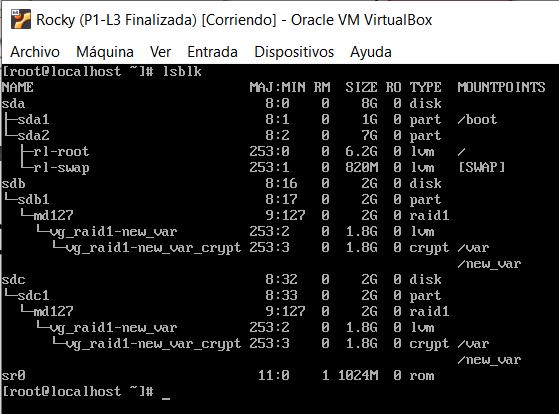 Rocky (P1-L3 Finalizada) [Corriendo] - Oracle VM VirtualBox
Archivo Máquina Ver Entrada Dispositivos Ayuda
[root@localhost ~]# lsblk
NAME MAJ:MIN RM SIZE RO TYPE MOUNTPOINTS
sda 8:0 0 8G 0 disk
├─sda1 8:1 0 1G 0 part /boot
└─sda2 8:2 0 7G 0 part
  ├─rl-root 253:0 0 6.2G 0 lvm /
  └─rl-swap 253:1 0 820M 0 lvm [SWAP]
sdb 8:16 0 2G 0 disk
└─sdb1 8:17 0 2G 0 part
  └─md127 9:127 0 2G 0 raid1
    └─vg_raid1-new_var 253:2 0 1.8G 0 lvm
      └─vg_raid1-new_var_crypt 253:3 0 1.8G 0 crypt /var
/new_var
sdc 8:32 0 2G 0 disk
└─sdc1 8:33 0 2G 0 part
  └─md127 9:127 0 2G 0 raid1
    └─vg_raid1-new_var 253:2 0 1.8G 0 lvm
      └─vg_raid1-new_var_crypt 253:3 0 1.8G 0 crypt /var
/new_var
sr0 11:0 1 1024M 0 rom
[root@localhost ~]# _